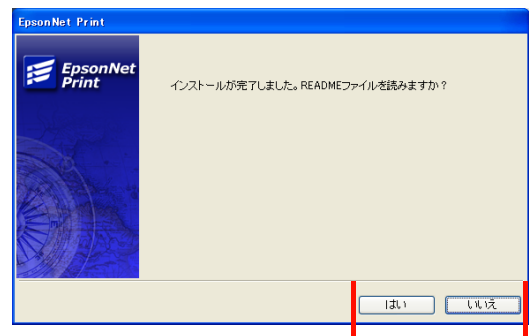 EpsonNet Print
EpsonNet
Print
インストールが完了しました。READMEファイルを読みますか？
はい
いいえ